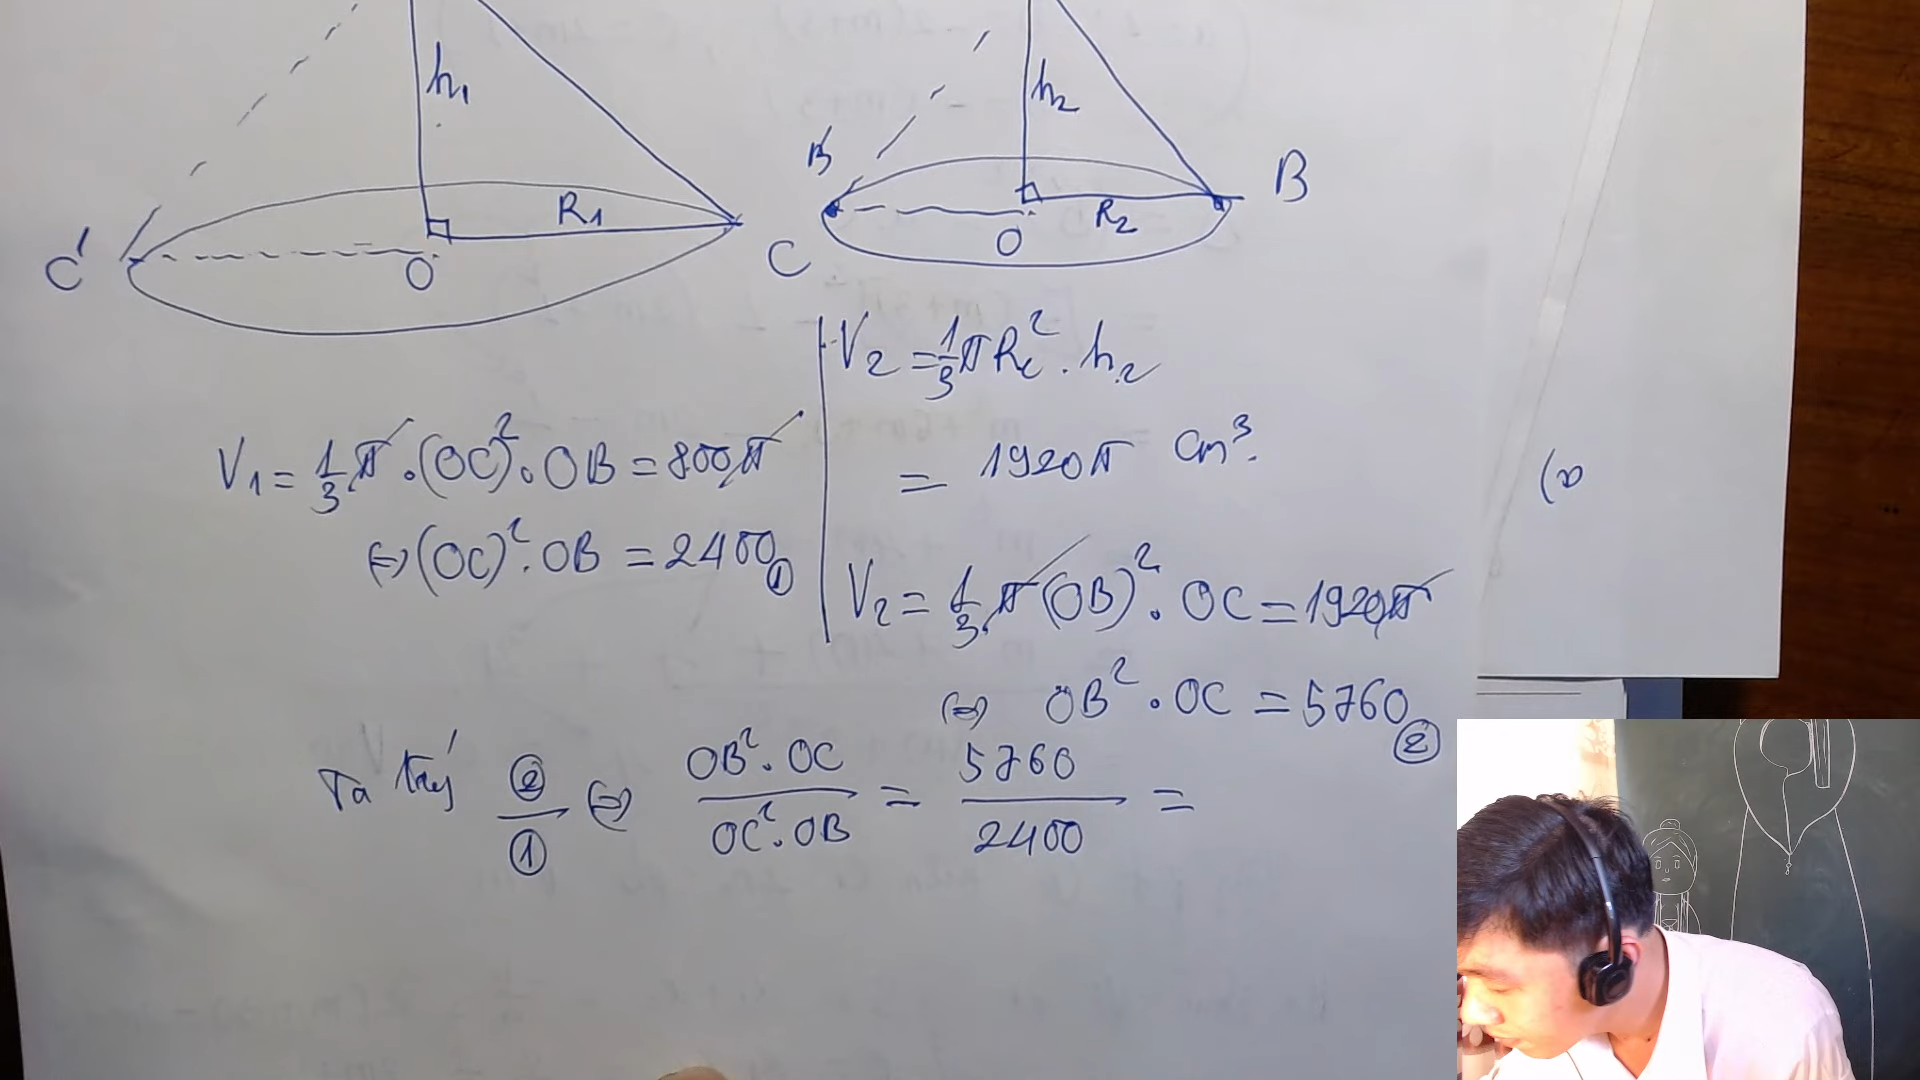 h₁
h₂
B'
B
R₁
R₂
C'
O
C
O
V₂ = 1/3 π R₂² . h₂
= 1920π cm³.
V₁ = 1/3 π . (OC)² . OB = 800π
⇔ (OC)² . OB = 2400 ①
V₂ = 1/3 π (OB)² . OC = 1920π
⇔ OB² . OC = 5760 ②
Ta lấy ②/① ⇔ OB² . OC / OC² . OB = 5760 / 2400 =